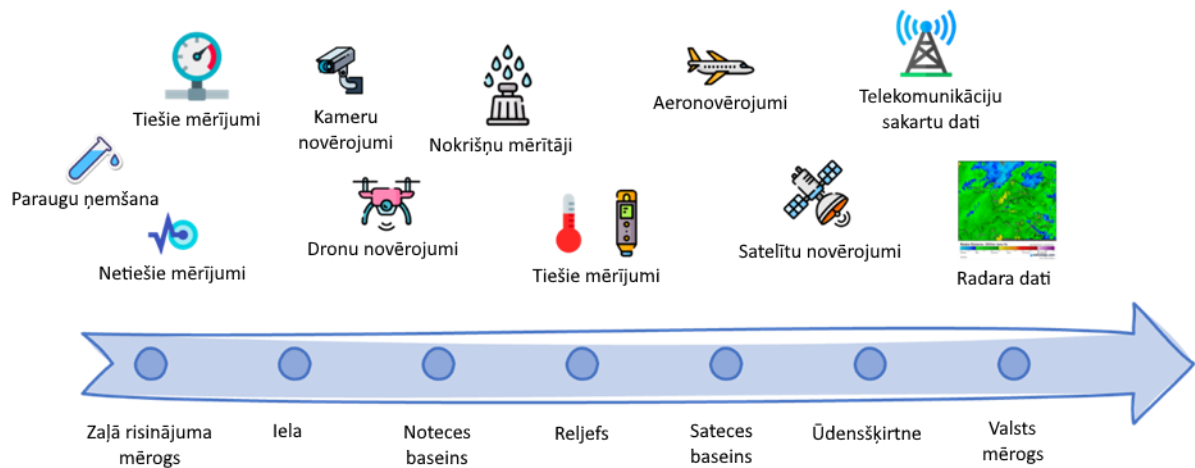 Tiešie mērījumi
Kameru
novērojumi
Nokrišņu mērītāji
Aeronovērojumi
Telekomunikāciju
sakartu dati
Paraugu ņemšana
Netiešie mērījumi
Dronu novērojumi
Tiešie mērījumi
Satelītu novērojumi
Radara dati
Zaļā risinājuma
mērogs
Iela
Noteces
baseins
Reljefs
Sateces
baseins
Ūdensšķirtne
Valsts
mērogs